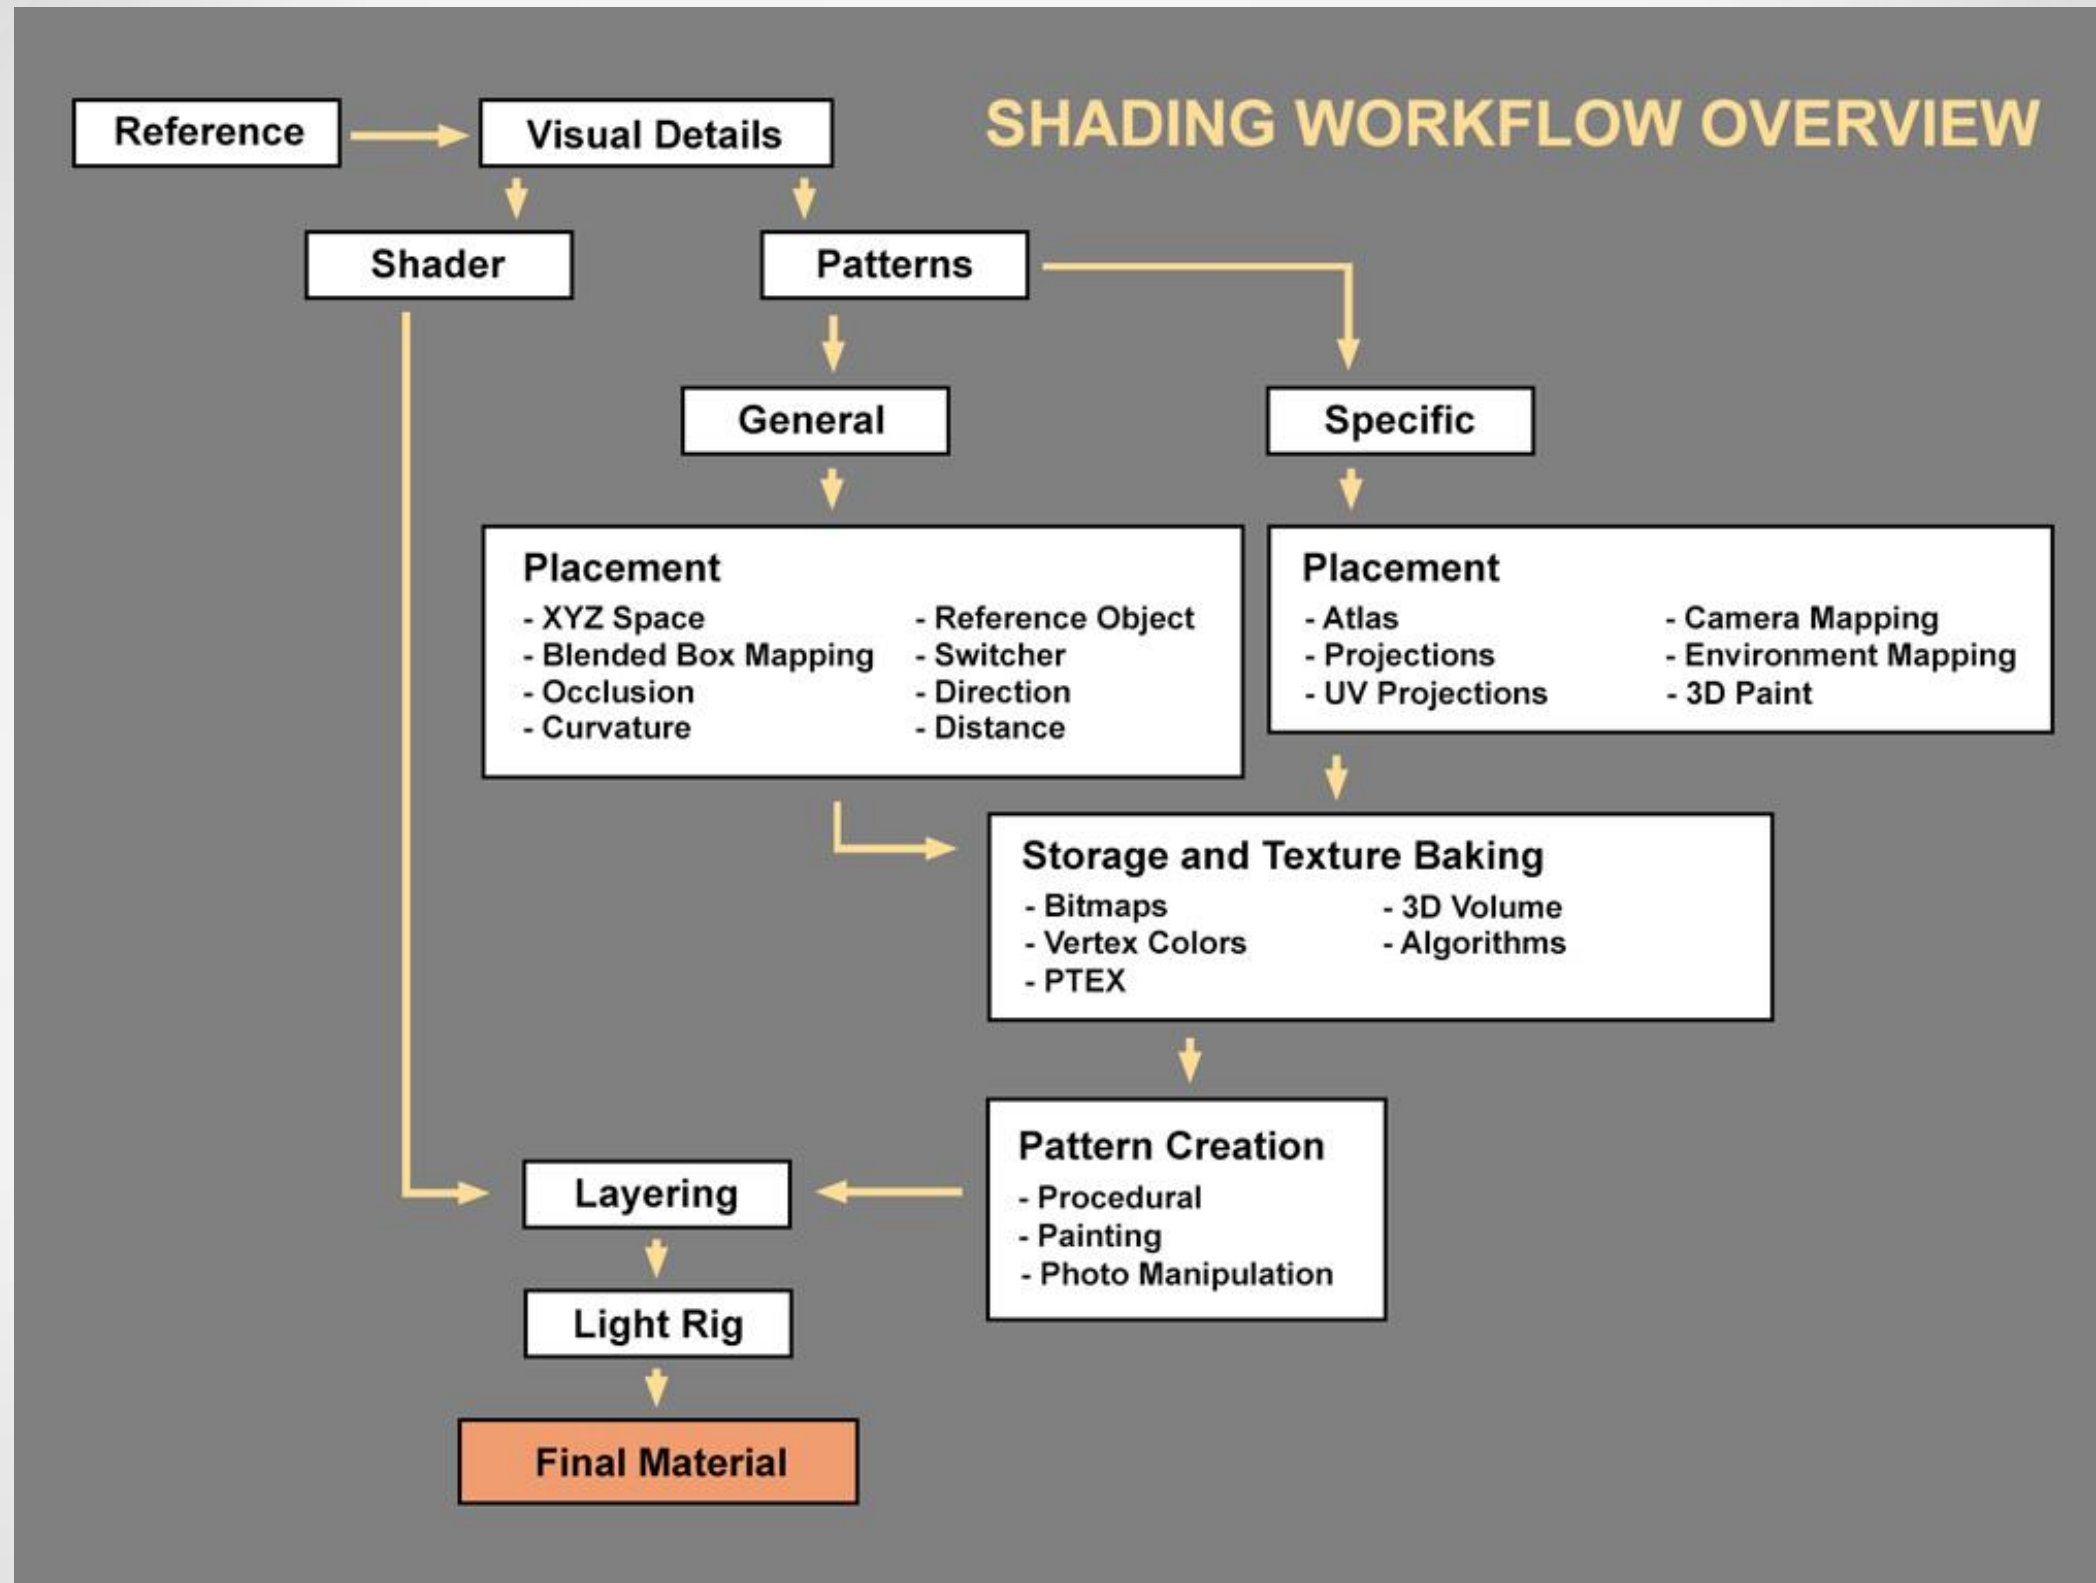 SHADING WORKFLOW OVERVIEW
Reference
Visual Details
Shader
Patterns
General
Specific
Placement
- XYZ Space
- Blended Box Mapping
- Occlusion
- Curvature
- Reference Object
- Switcher
- Direction
- Distance
Placement
- Atlas
- Projections
- UV Projections
- Camera Mapping
- Environment Mapping
- 3D Paint
Storage and Texture Baking
- Bitmaps
- Vertex Colors
- PTEX
- 3D Volume
- Algorithms
Pattern Creation
- Procedural
- Painting
- Photo Manipulation
Layering
Light Rig
Final Material